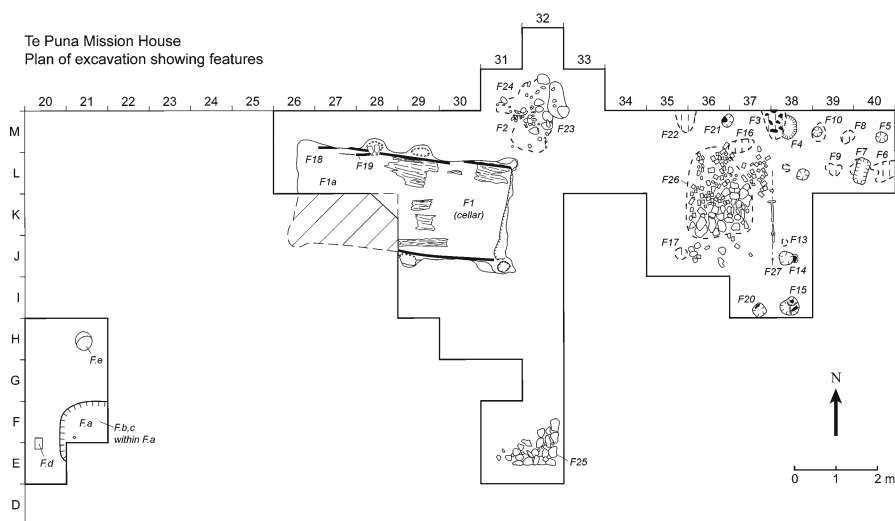 Te Puna Mission House
Plan of excavation showing features
32
31
33
20 21 22 23 24 25 26 27 28 29 30
34 35 36 37 38 39 40
M
L
K
J
I
H
G
F
E
D
F24
F2
F23
F18
F19
F1a
F1
(cellar)
F22
F21
F16
F3
F4
F10
F8
F5
F26
F9
F7
F6
F17
F13
F27
F14
F20
F15
F.e
F.a
F.b,c
within F.a
F.d
F25
N
0 1 2 m